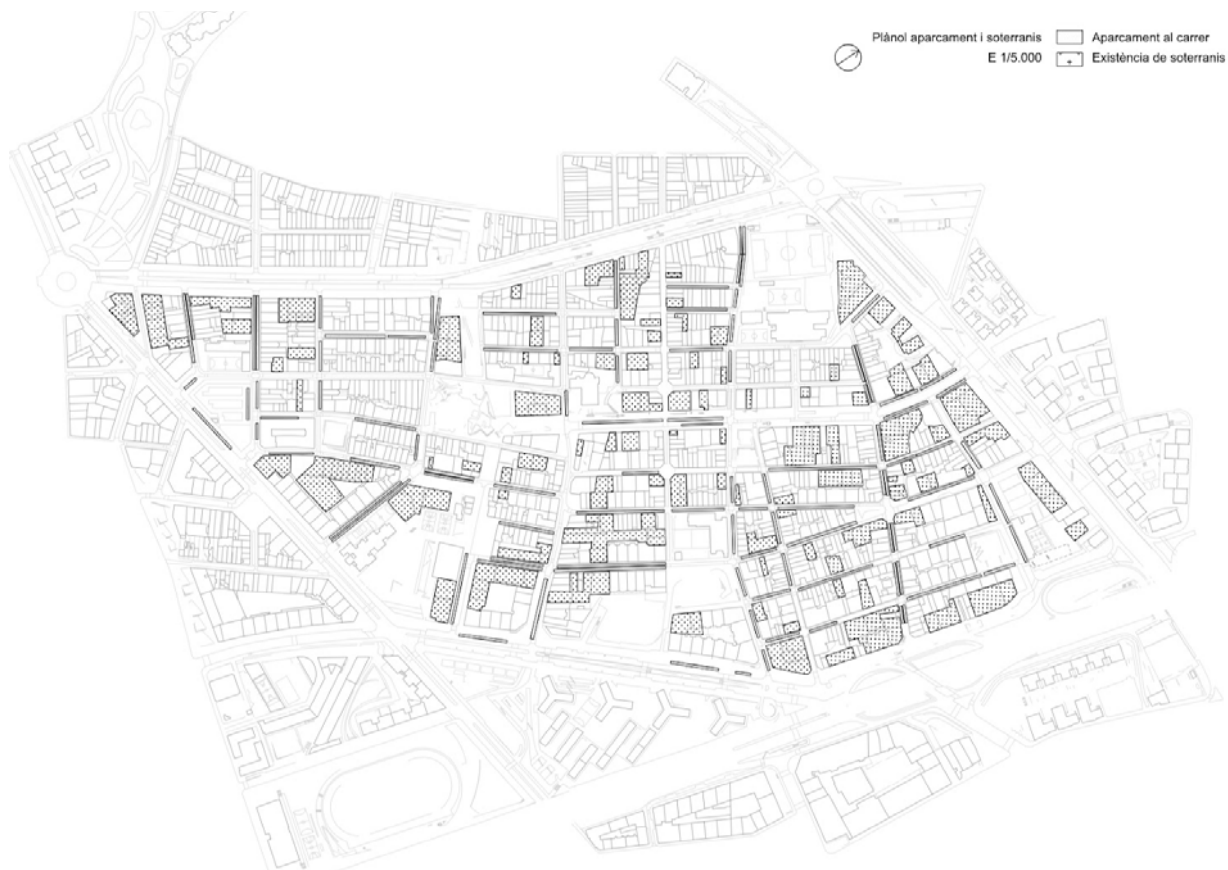 Plànol aparcament i soterranis
E 1/5.000
Aparcament al carrer
Existència de soterranis